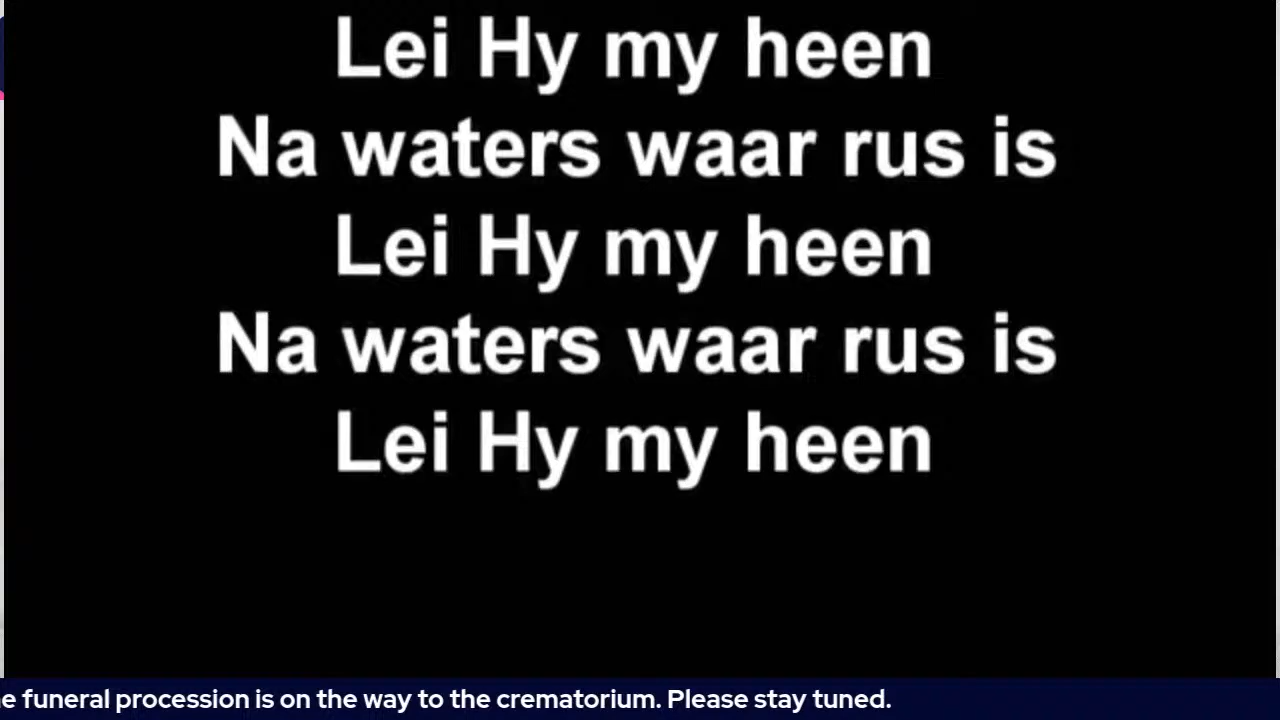 Lei Hy my heen
Na waters waar rus is
Lei Hy my heen
Na waters waar rus is
Lei Hy my heen
e funeral procession is on the way to the crematorium. Please stay tuned.